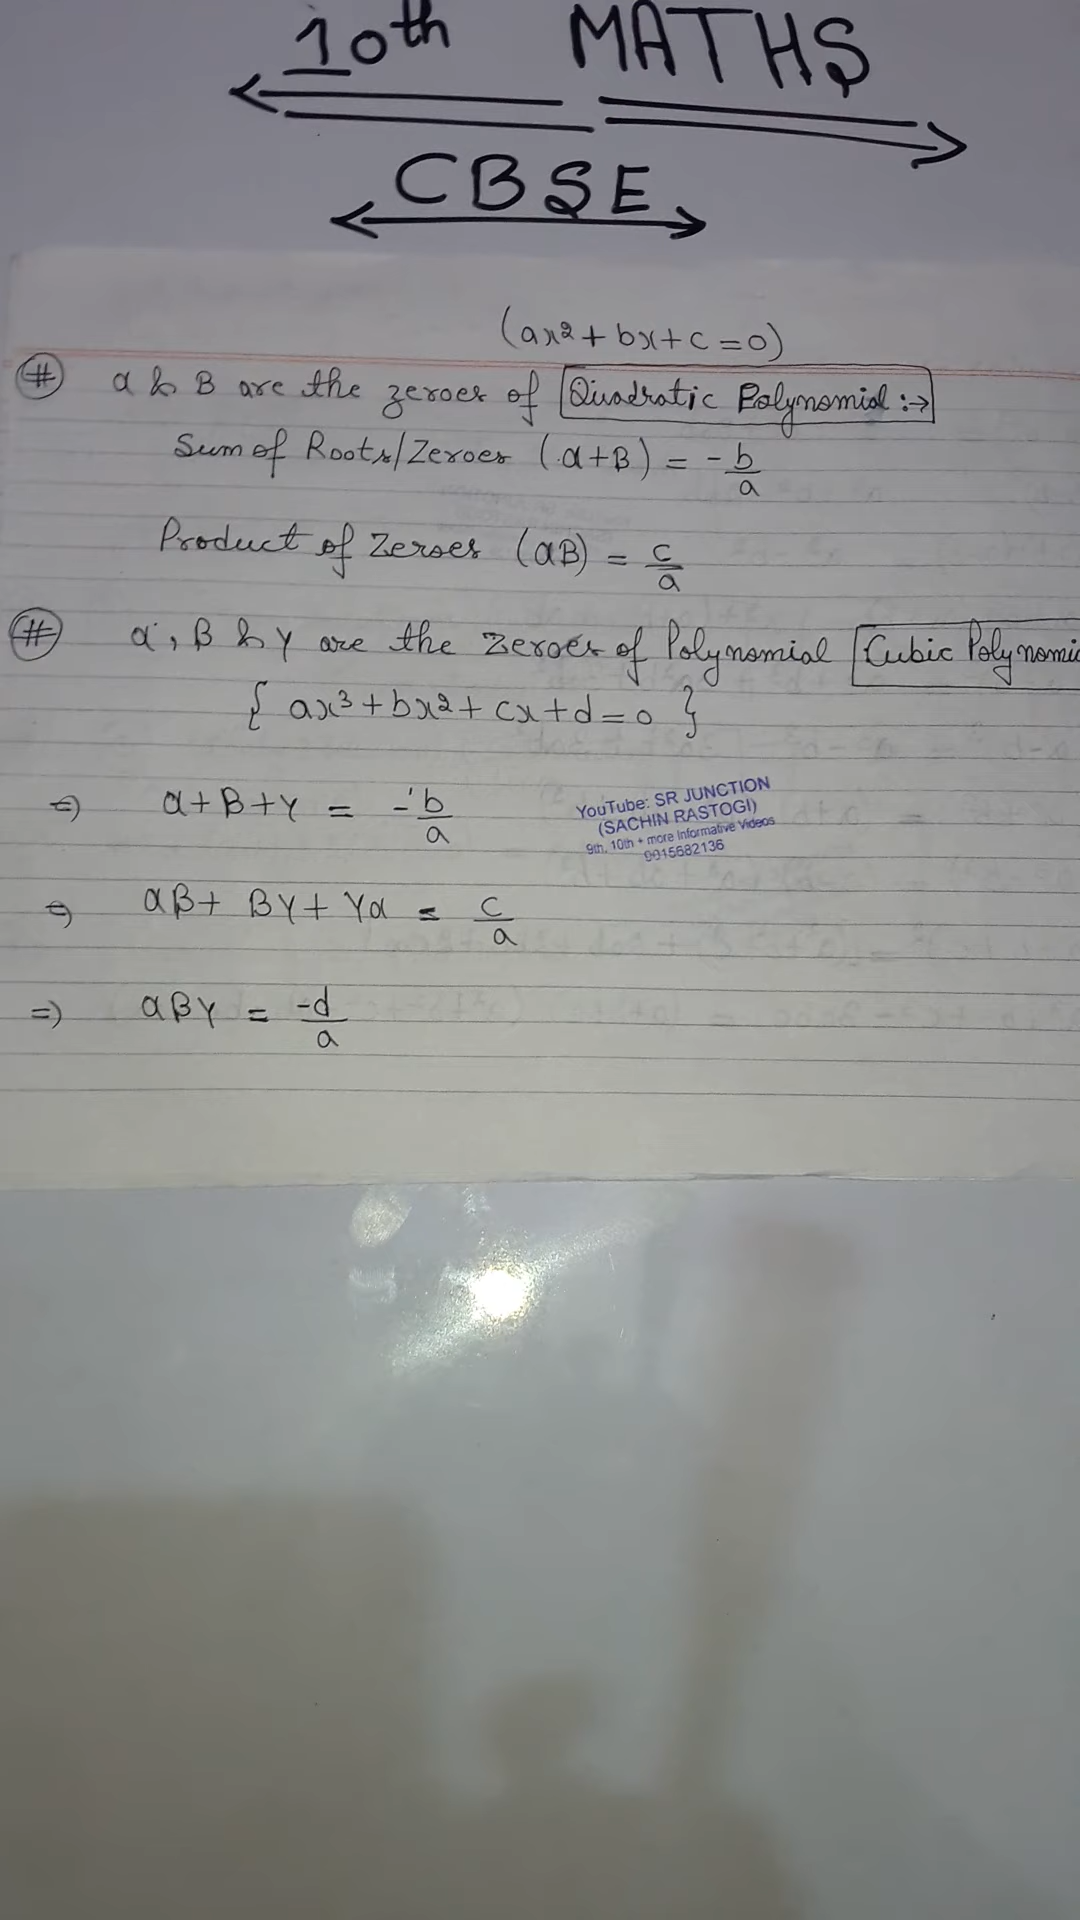 10th MATHS
CBSE
(ax² + bx + c = 0)
# α & β are the zeroes of Quadratic Polynomial :→
Sum of Roots/Zeroes (α+β) = -b/a
Product of Zeroes (αβ) = c/a
# α, β & γ are the zeroes of Polynomial Cubic Polynomi
{ ax³ + bx² + cx + d = 0 }
⇒ α + β + γ = -b/a
⇒ αβ + βγ + γα = c/a
⇒ αβγ = -d/a
YouTube: SR JUNCTION
(SACHIN RASTOGI)
9th, 10th + more Informative Videos
9915682136